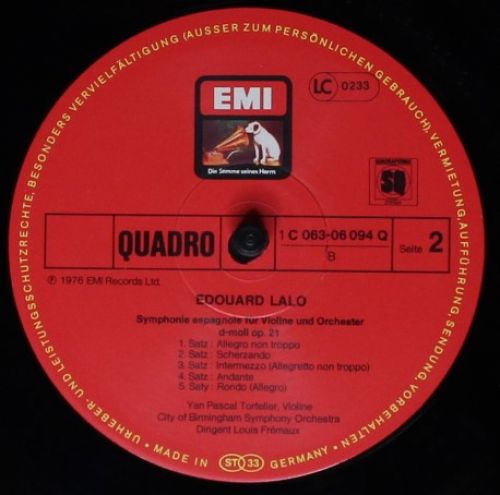 URHEBER- UND LEISTUNGSSCHUTZRECHTE, BESONDERS VERVIELFÄLTIGUNG (AUSSER ZUM PERSÖNLICHEN GEBRAUCH), VERMIETUNG, AUFFÜHRUNG, SENDUNG, VORBEHALTEN
EMI
Die Stimme seines Herrn
LC 0233
SQ
QUADRO
1 C 063-06 094 Q
B
Seite 2
℗ 1976 EMI Records Ltd.
EDOUARD LALO
Symphonie espagnole für Violine und Orchester
d-moll op. 21
1. Satz : Allegro non troppo
2. Satz : Scherzando
3. Satz : Intermezzo (Allegretto non troppo)
4. Satz : Andante
5. Saty : Rondo (Allegro)
Yan Pascal Tortelier, Violine
City of Birmingham Symphony Orchestra
Dirigent Louis Frémaux
• MADE IN ST 33 GERMANY •